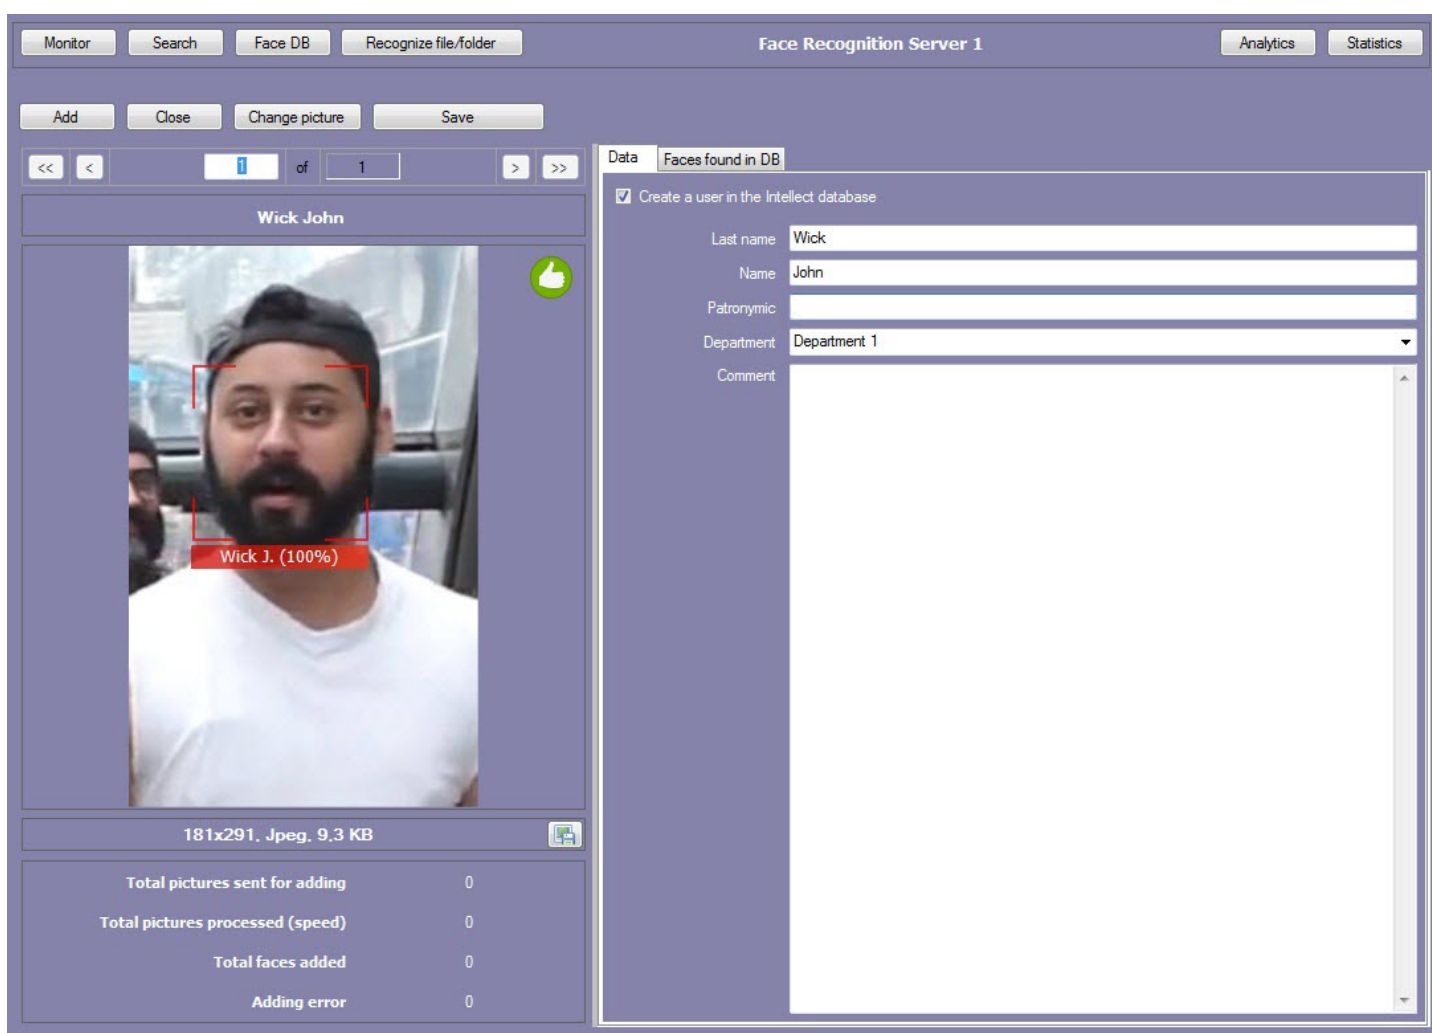 Monitor Search Face DB Recognize file/folder Face Recognition Server 1 Analytics Statistics
Add Close Change picture Save
<< < 1 of 1 > >>
Wick John
Wick J. (100%)
181x291, Jpeg, 9,3 KB
Total pictures sent for adding 0
Total pictures processed (speed) 0
Total faces added 0
Adding error 0
Data Faces found in DB
Create a user in the Intellect database
Last name Wick
Name John
Patronymic
Department Department 1
Comment